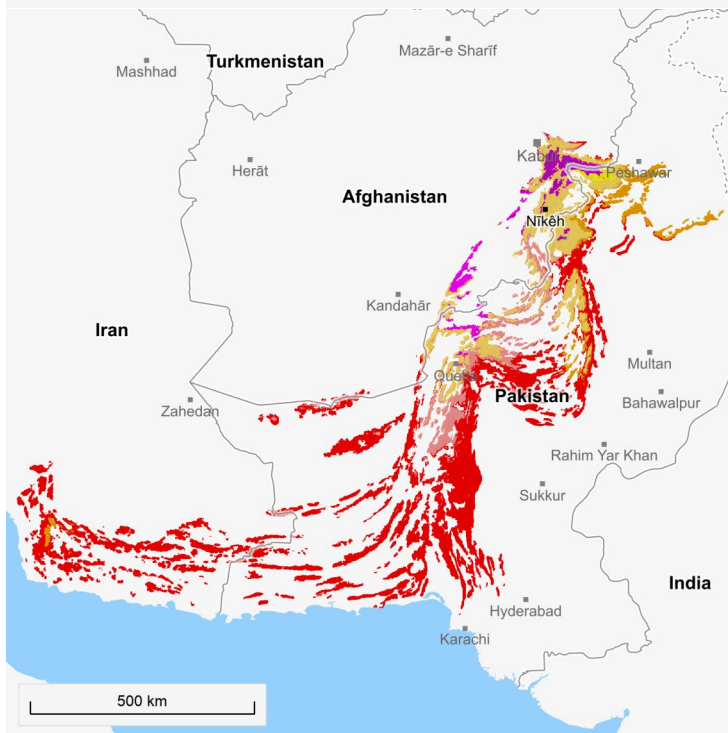 Mazār-e Sharīf
Turkmenistan
Mashhad
Kabul
Peshawar
Herāt
Afghanistan
Nīkêh
Kandahār
Iran
Multan
Quetta
Zahedan
Pakistan
Bahawalpur
Rahim Yar Khan
Sukkur
India
Hyderabad
Karachi
500 km